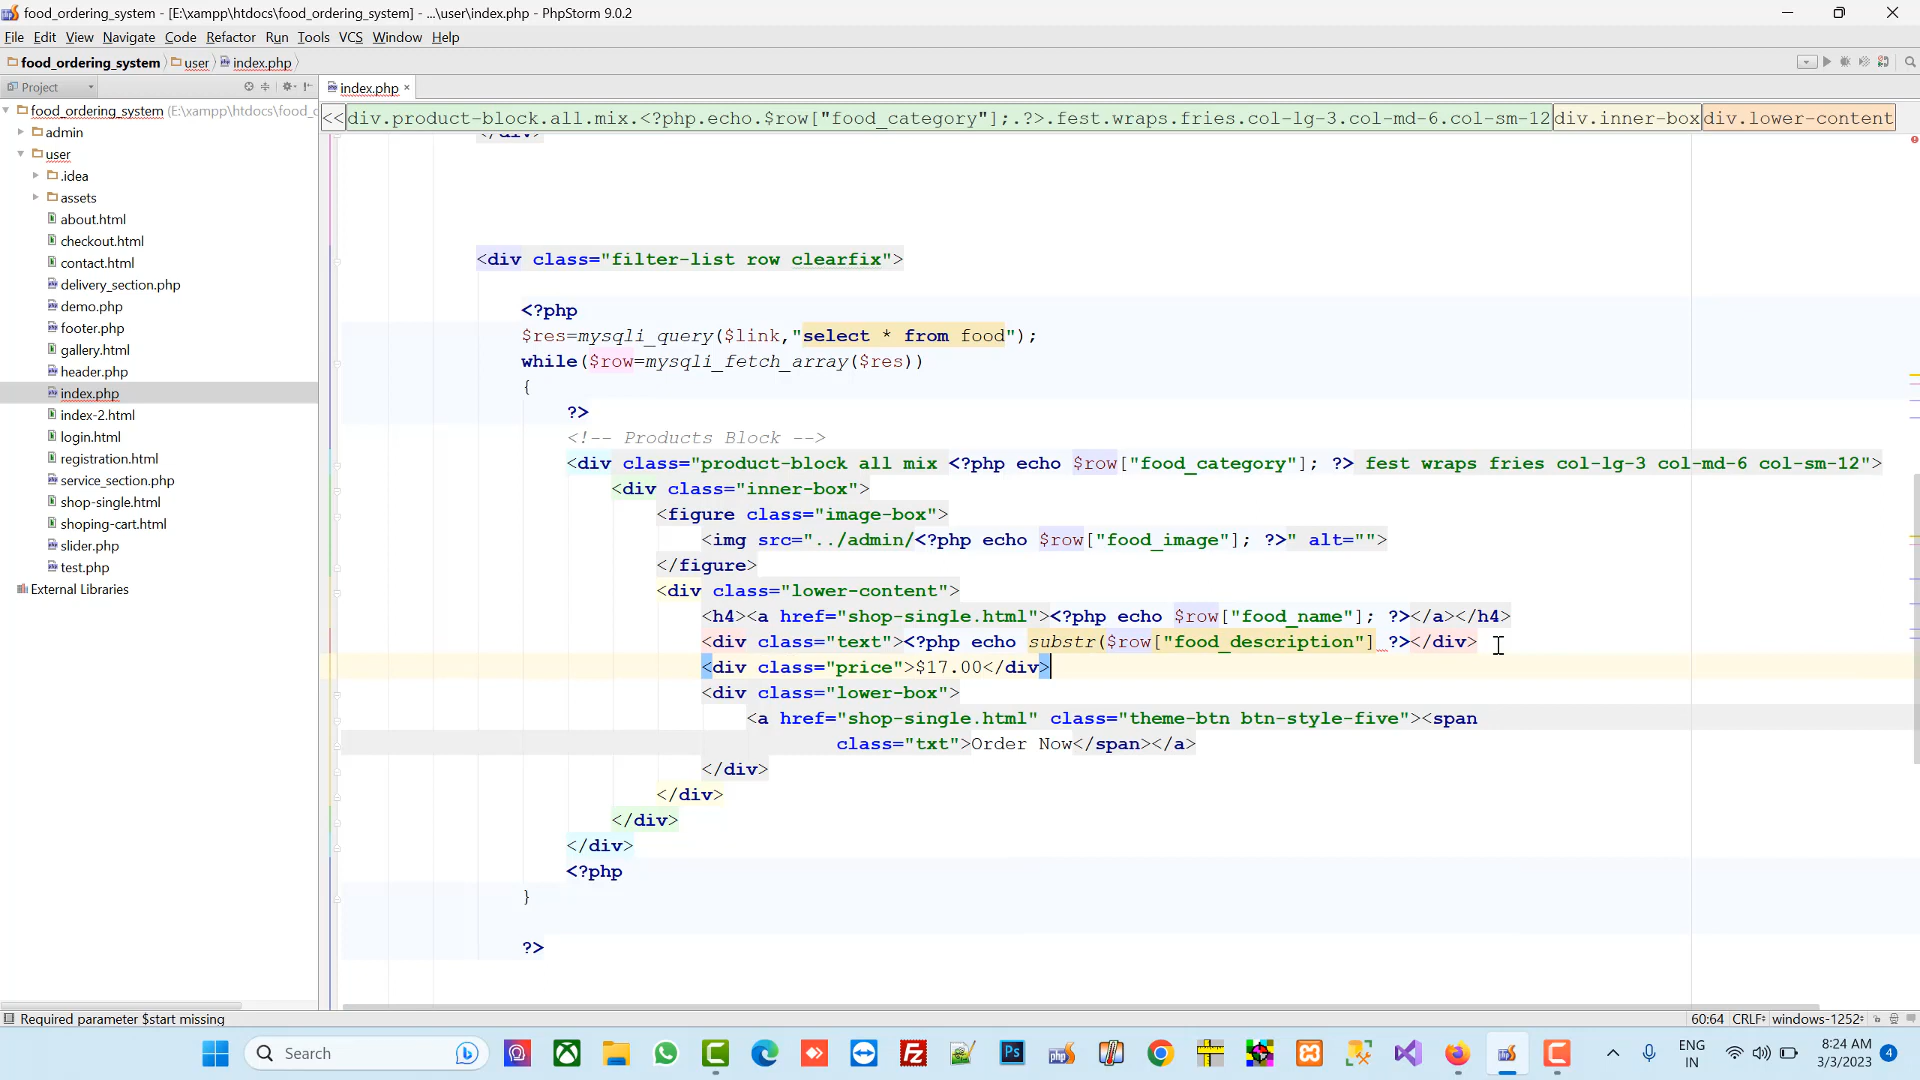 food_ordering_system - [E:\xampp\htdocs\food_ordering_system] - ...\user\index.php - PhpStorm 9.0.2
File Edit View Navigate Code Refactor Run Tools VCS Window Help
food_ordering_system user index.php
Project
index.php
food_ordering_system (E:\xampp\htdocs\food_
<<div.product-block.all.mix.<?php.echo.$row["food_category"];.?>.fest.wraps.fries.col-lg-3.col-md-6.col-sm-12 div.inner-box div.lower-content
admin
user
.idea
assets
about.html
checkout.html
contact.html
delivery_section.php
demo.php
footer.php
gallery.html
header.php
index.php
index-2.html
login.html
registration.html
service_section.php
shop-single.html
shoping-cart.html
slider.php
test.php
External Libraries
</div>
<div class="filter-list row clearfix">
<?php
$res=mysqli_query($link,"select * from food");
while($row=mysqli_fetch_array($res))
{
?>
<!-- Products Block -->
<div class="product-block all mix <?php echo $row["food_category"]; ?> fest wraps fries col-lg-3 col-md-6 col-sm-12">
<div class="inner-box">
<figure class="image-box">
<img src="../admin/<?php echo $row["food_image"]; ?>" alt="">
</figure>
<div class="lower-content">
<h4><a href="shop-single.html"><?php echo $row["food_name"]; ?></a></h4>
<div class="text"><?php echo substr($row["food_description"] ?></div>
<div class="price">$17.00</div>
<div class="lower-box">
<a href="shop-single.html" class="theme-btn btn-style-five"><span
class="txt">Order Now</span></a>
</div>
</div>
</div>
</div>
<?php
}
?>
Required parameter $start missing
60:64 CRLF windows-1252
Search
ENG
IN
8:24 AM
3/3/2023
4